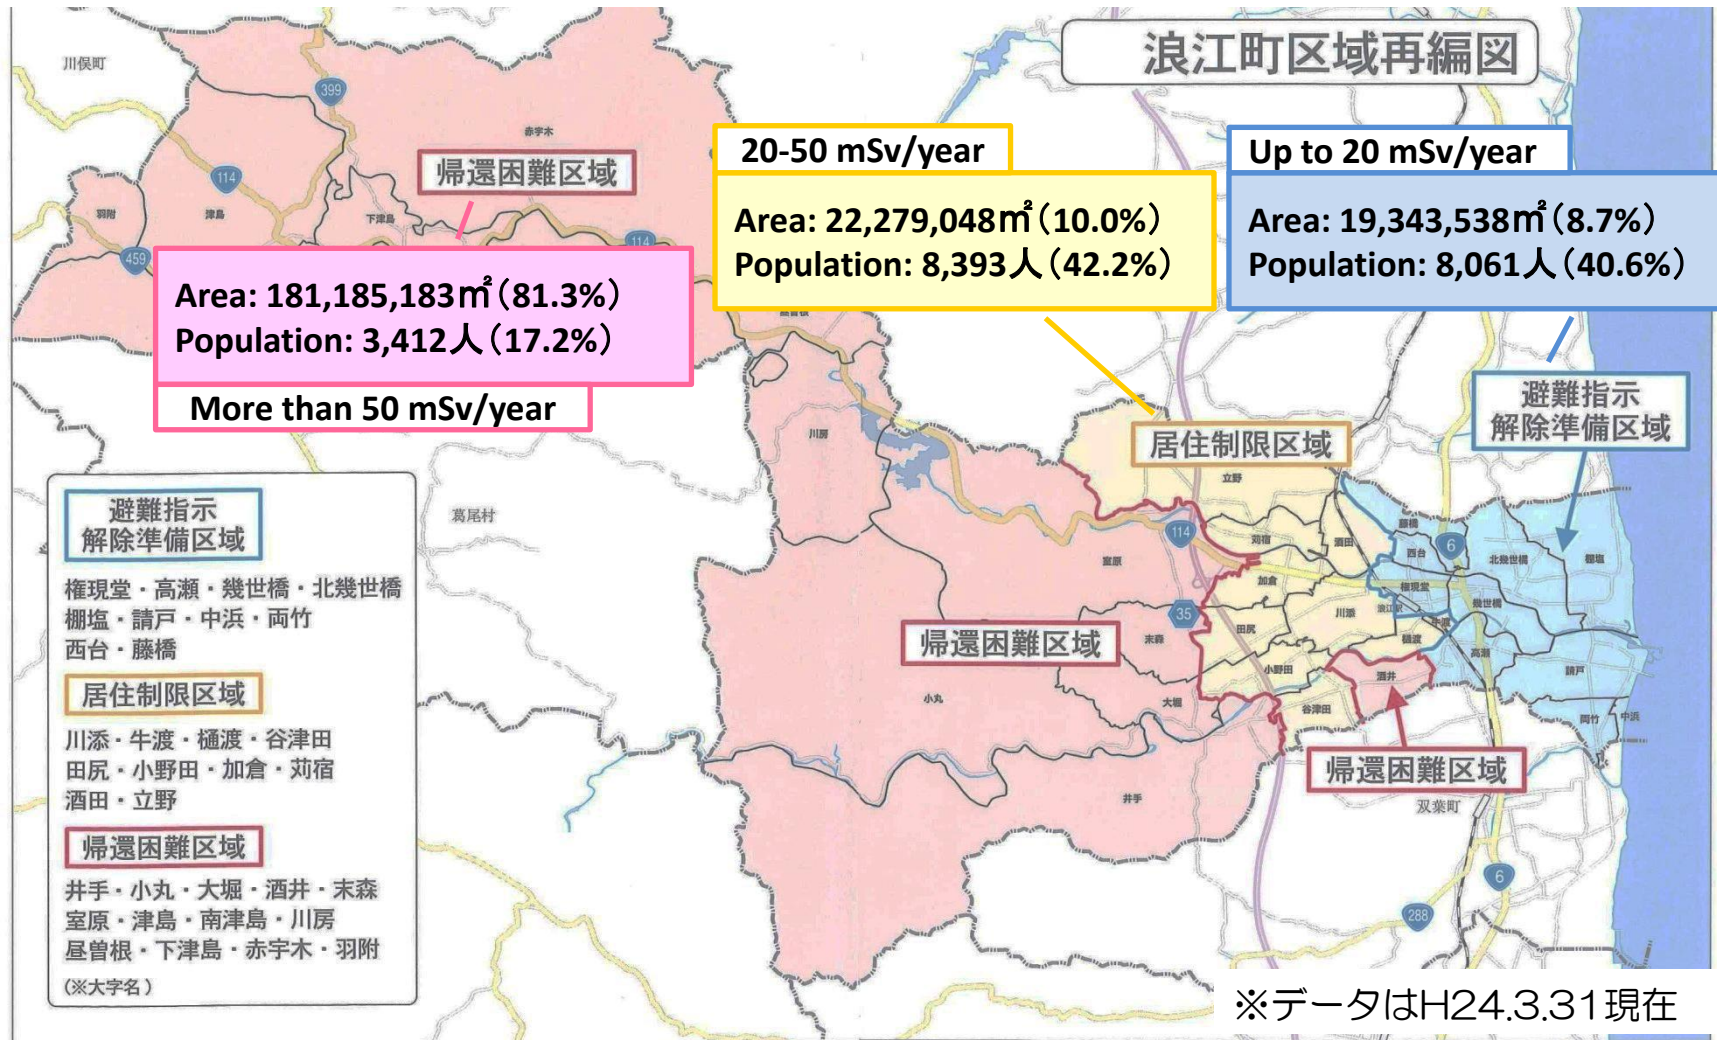 浪江町区域再編図
川俣町
399
赤宇木
帰還困難区域
114
羽附
津島
下津島
114
459
20-50 mSv/year
Area: 22,279,048㎡(10.0%)
Population: 8,393人(42.2%)
Up to 20 mSv/year
Area: 19,343,538㎡(8.7%)
Population: 8,061人(40.6%)
Area: 181,185,183㎡(81.3%)
Population: 3,412人(17.2%)
More than 50 mSv/year
昼曽根
避難指示
解除準備区域
居住制限区域
川房
立野
葛尾村
室原
114
苅宿
酒田
藤橋
西台
6
北幾世橋
棚塩
加倉
権現堂
幾世橋
川添
浪江駅
牛渡
35
末森
田尻
樋渡
高瀬
帰還困難区域
小野田
酒井
請戸
小丸
大堀
谷津田
両竹
中浜
帰還困難区域
井手
双葉町
6
288
避難指示
解除準備区域
権現堂・高瀬・幾世橋・北幾世橋
棚塩・請戸・中浜・両竹
西台・藤橋
居住制限区域
川添・牛渡・樋渡・谷津田
田尻・小野田・加倉・苅宿
酒田・立野
帰還困難区域
井手・小丸・大堀・酒井・末森
室原・津島・南津島・川房
昼曽根・下津島・赤宇木・羽附
(※大字名)
※データはH24.3.31現在